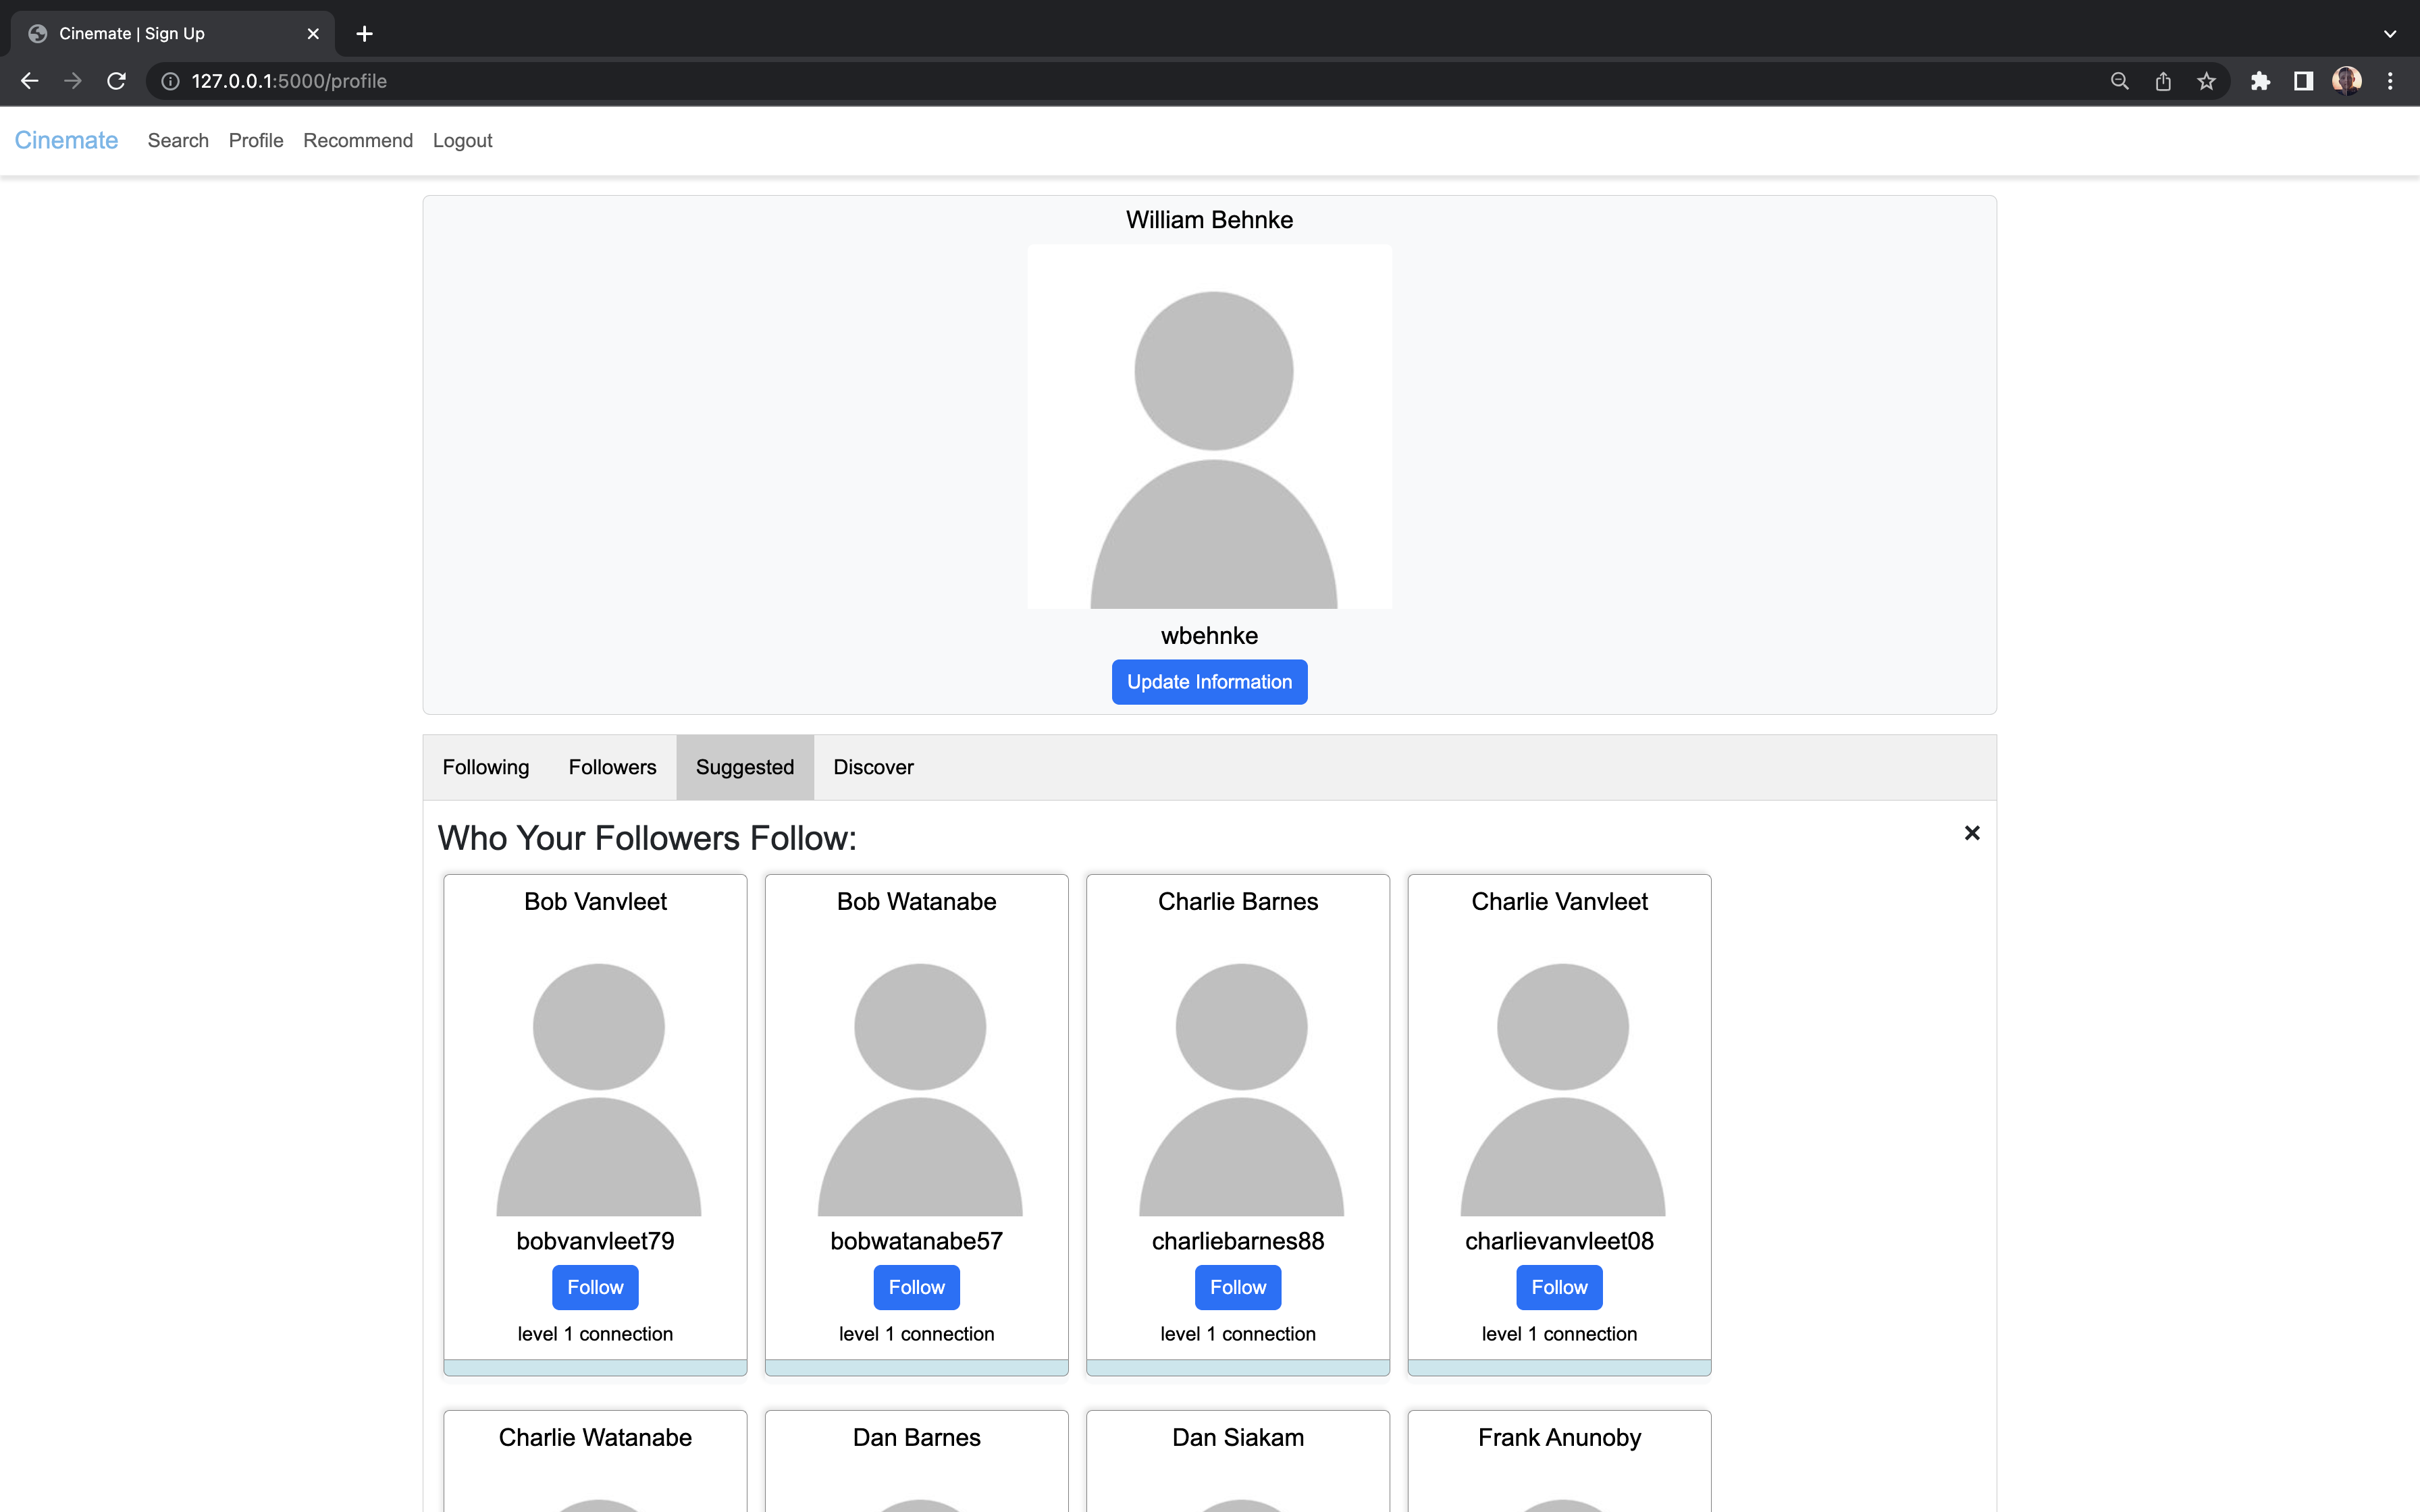 Cinemate | Sign Up
127.0.0.1:5000/profile
Cinemate Search Profile Recommend Logout
William Behnke
wbehnke
Update Information
Following Followers Suggested Discover
Who Your Followers Follow:
Bob Vanvleet Bob Watanabe Charlie Barnes Charlie Vanvleet
bobvanvleet79 bobwatanabe57 charliebarnes88 charlievanvleet08
Follow Follow Follow Follow
level 1 connection level 1 connection level 1 connection level 1 connection
Charlie Watanabe Dan Barnes Dan Siakam Frank Anunoby